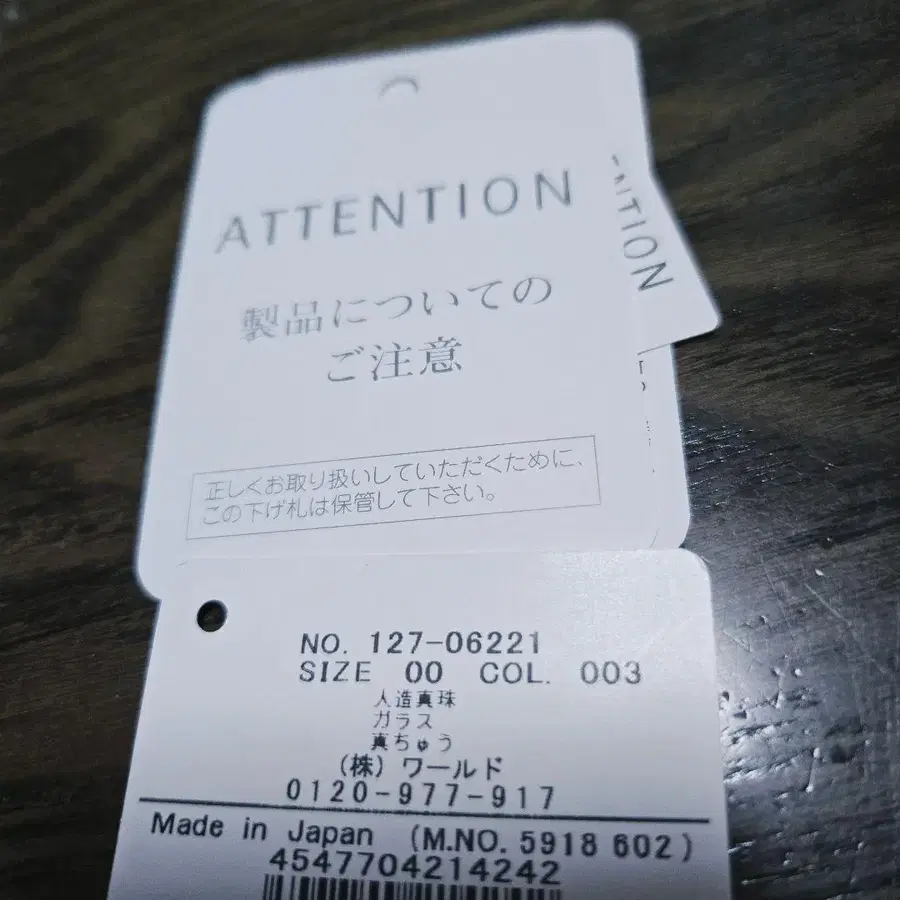 ATTENTION
製品についての
ご注意
正しくお取り扱いしていただくために、
この下げ札は保管して下さい。
NTION
NO. 127-06221
SIZE 00 COL. 003
人造真珠
ガラス
真ちゅう
(株) ワールド
0120-977-917
Made in Japan (M.NO. 5918 602)
4547704214242